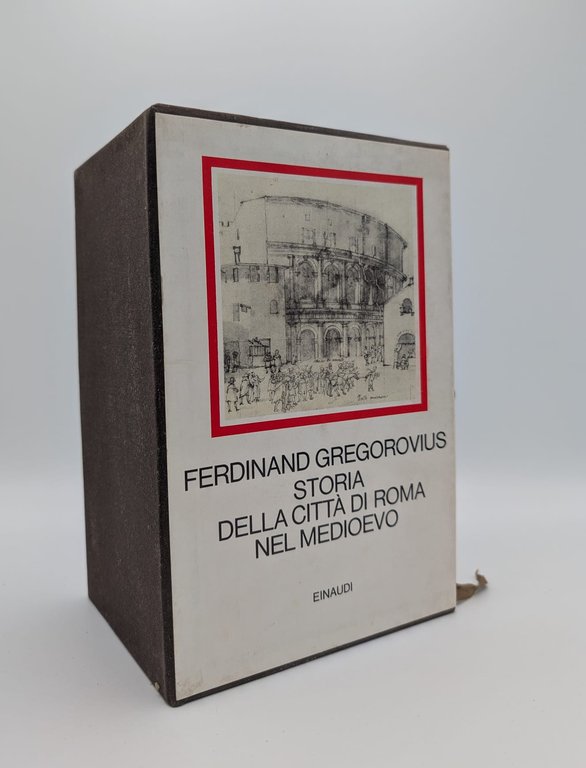 FERDINAND GREGOROVIUS
STORIA
DELLA CITTÀ DI ROMA
NEL MEDIOEVO
EINAUDI